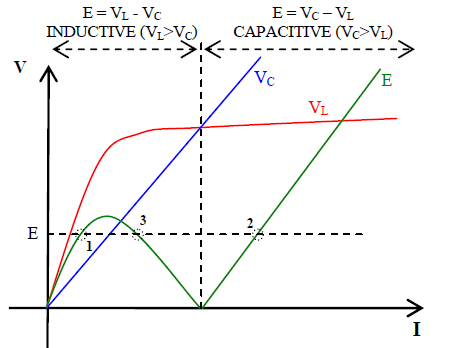 E = VL - VC
INDUCTIVE (VL>VC)
E = VC – VL
CAPACITIVE (VC>VL)
V
VC
E
VL
E
1
3
2
I